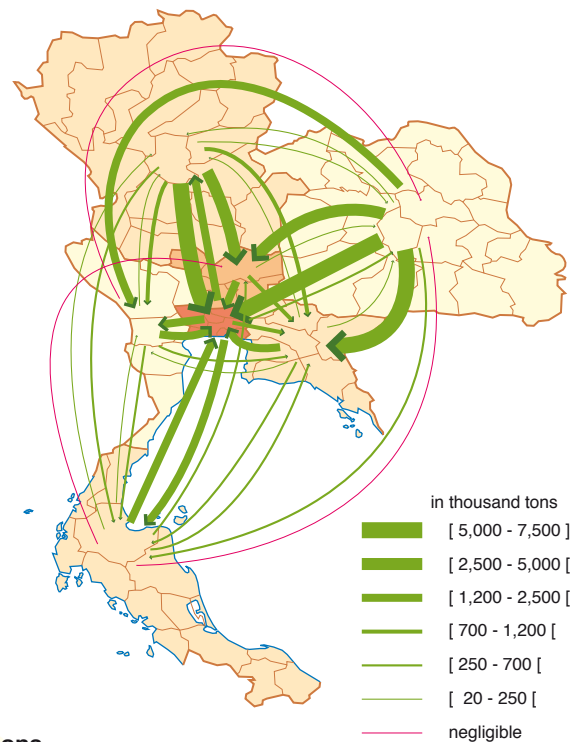 in thousand tons
[ 5,000 - 7,500 ]
[ 2,500 - 5,000 [
[ 1,200 - 2,500 [
[ 700 - 1,200 [
[ 250 - 700 [
[ 20 - 250 [
negligible